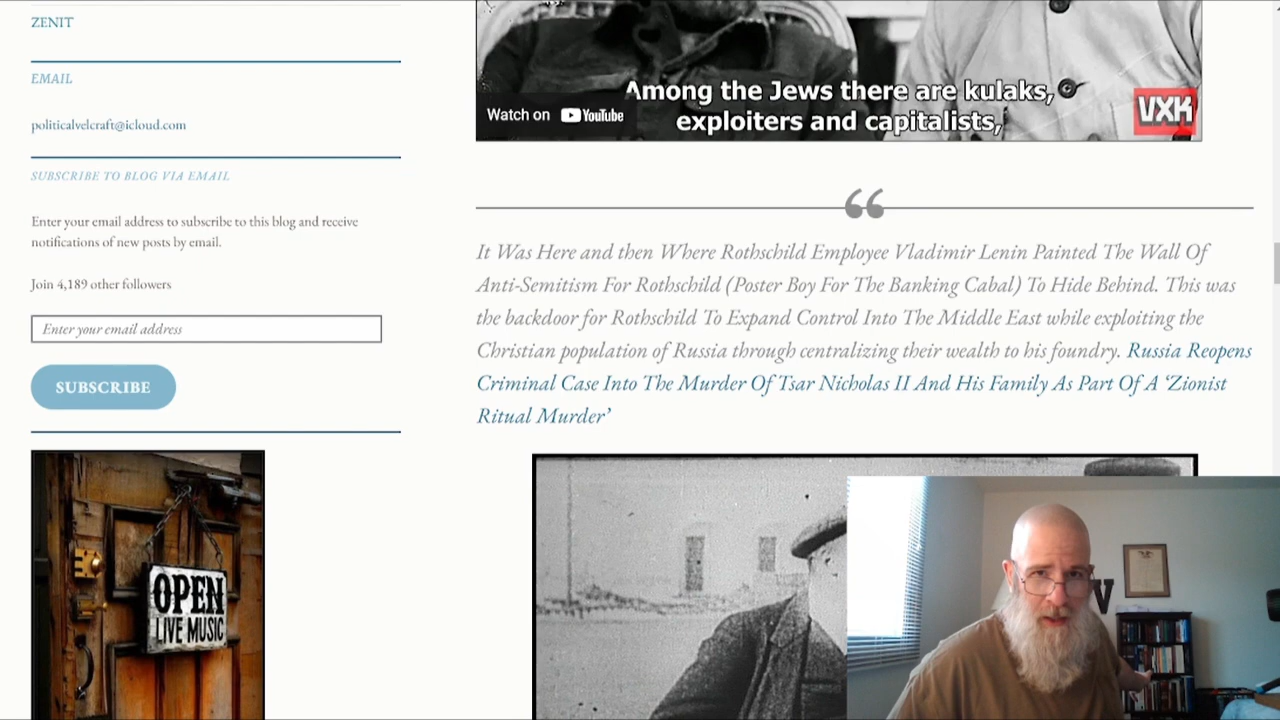 ZENIT
EMAIL
politicalvelcraft@icloud.com
SUBSCRIBE TO BLOG VIA EMAIL
Enter your email address to subscribe to this blog and receive
notifications of new posts by email.
Join 4,189 other followers
Enter your email address
SUBSCRIBE
OPEN
LIVE MUSIC
Among the Jews there are kulaks,
exploiters and capitalists,
Watch on YouTube
VXK
It Was Here and then Where Rothschild Employee Vladimir Lenin Painted The Wall Of
Anti-Semitism For Rothschild (Poster Boy For The Banking Cabal) To Hide Behind. This was
the backdoor for Rothschild To Expand Control Into The Middle East while exploiting the
Christian population of Russia through centralizing their wealth to his foundry. Russia Reopens
Criminal Case Into The Murder Of Tsar Nicholas II And His Family As Part Of A ‘Zionist
Ritual Murder’